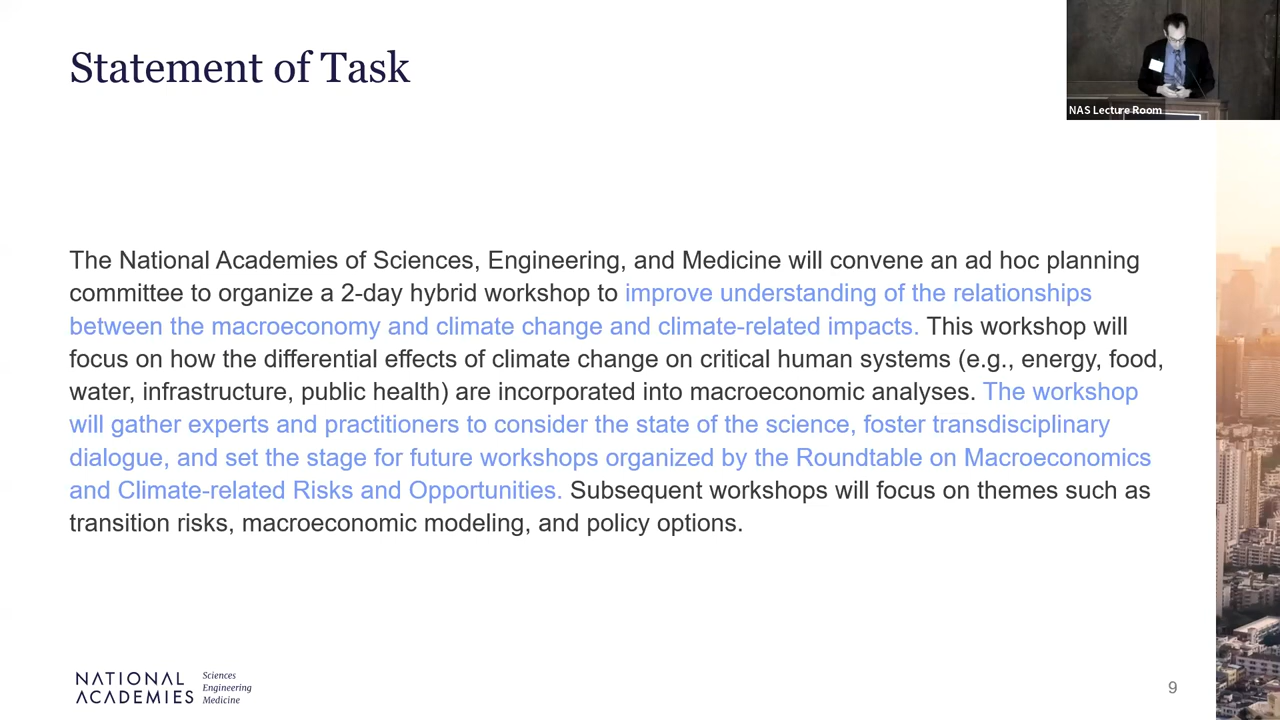 Statement of Task
NAS Lecture Room
The National Academies of Sciences, Engineering, and Medicine will convene an ad hoc planning
committee to organize a 2-day hybrid workshop to improve understanding of the relationships
between the macroeconomy and climate change and climate-related impacts. This workshop will
focus on how the differential effects of climate change on critical human systems (e.g., energy, food,
water, infrastructure, public health) are incorporated into macroeconomic analyses. The workshop
will gather experts and practitioners to consider the state of the science, foster transdisciplinary
dialogue, and set the stage for future workshops organized by the Roundtable on Macroeconomics
and Climate-related Risks and Opportunities. Subsequent workshops will focus on themes such as
transition risks, macroeconomic modeling, and policy options.
NATIONAL
ACADEMIES
Sciences
Engineering
Medicine
9